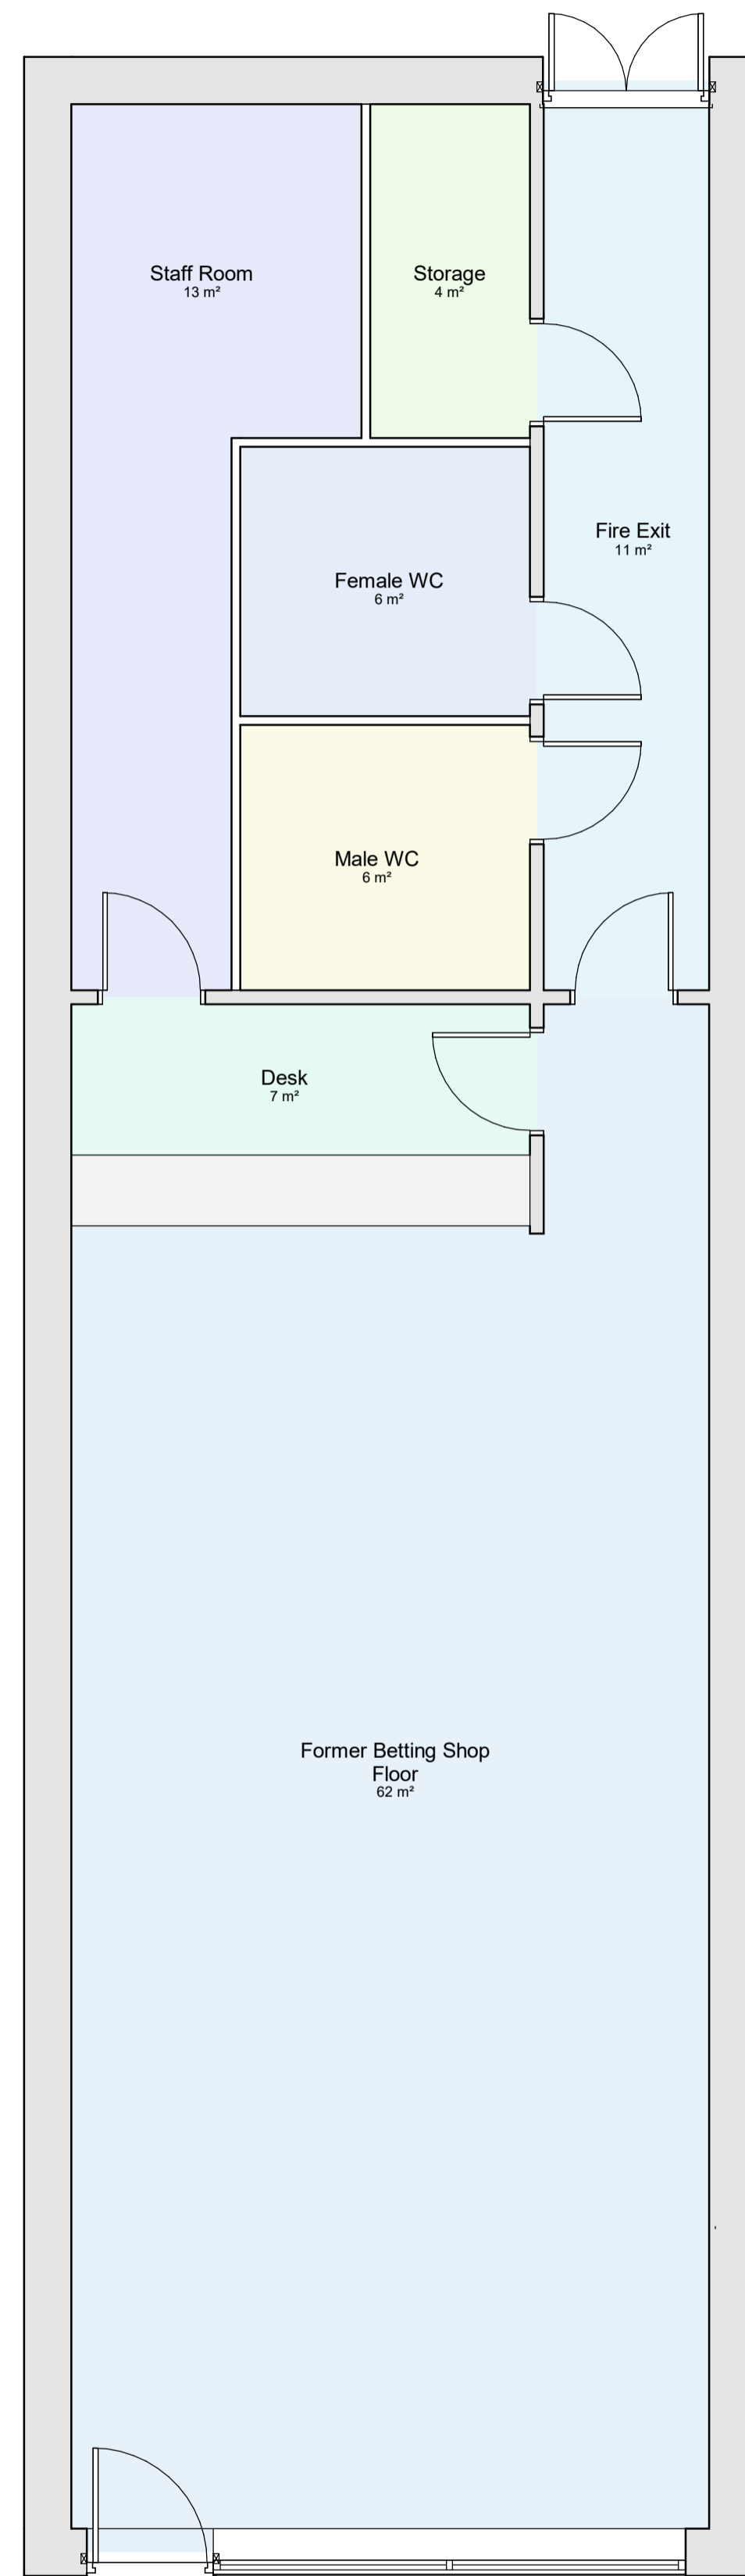 Staff Room
13 m²
Storage
4 m²
Fire Exit
11 m²
Female WC
6 m²
Male WC
6 m²
Desk
7 m²
Former Betting Shop
Floor
62 m²